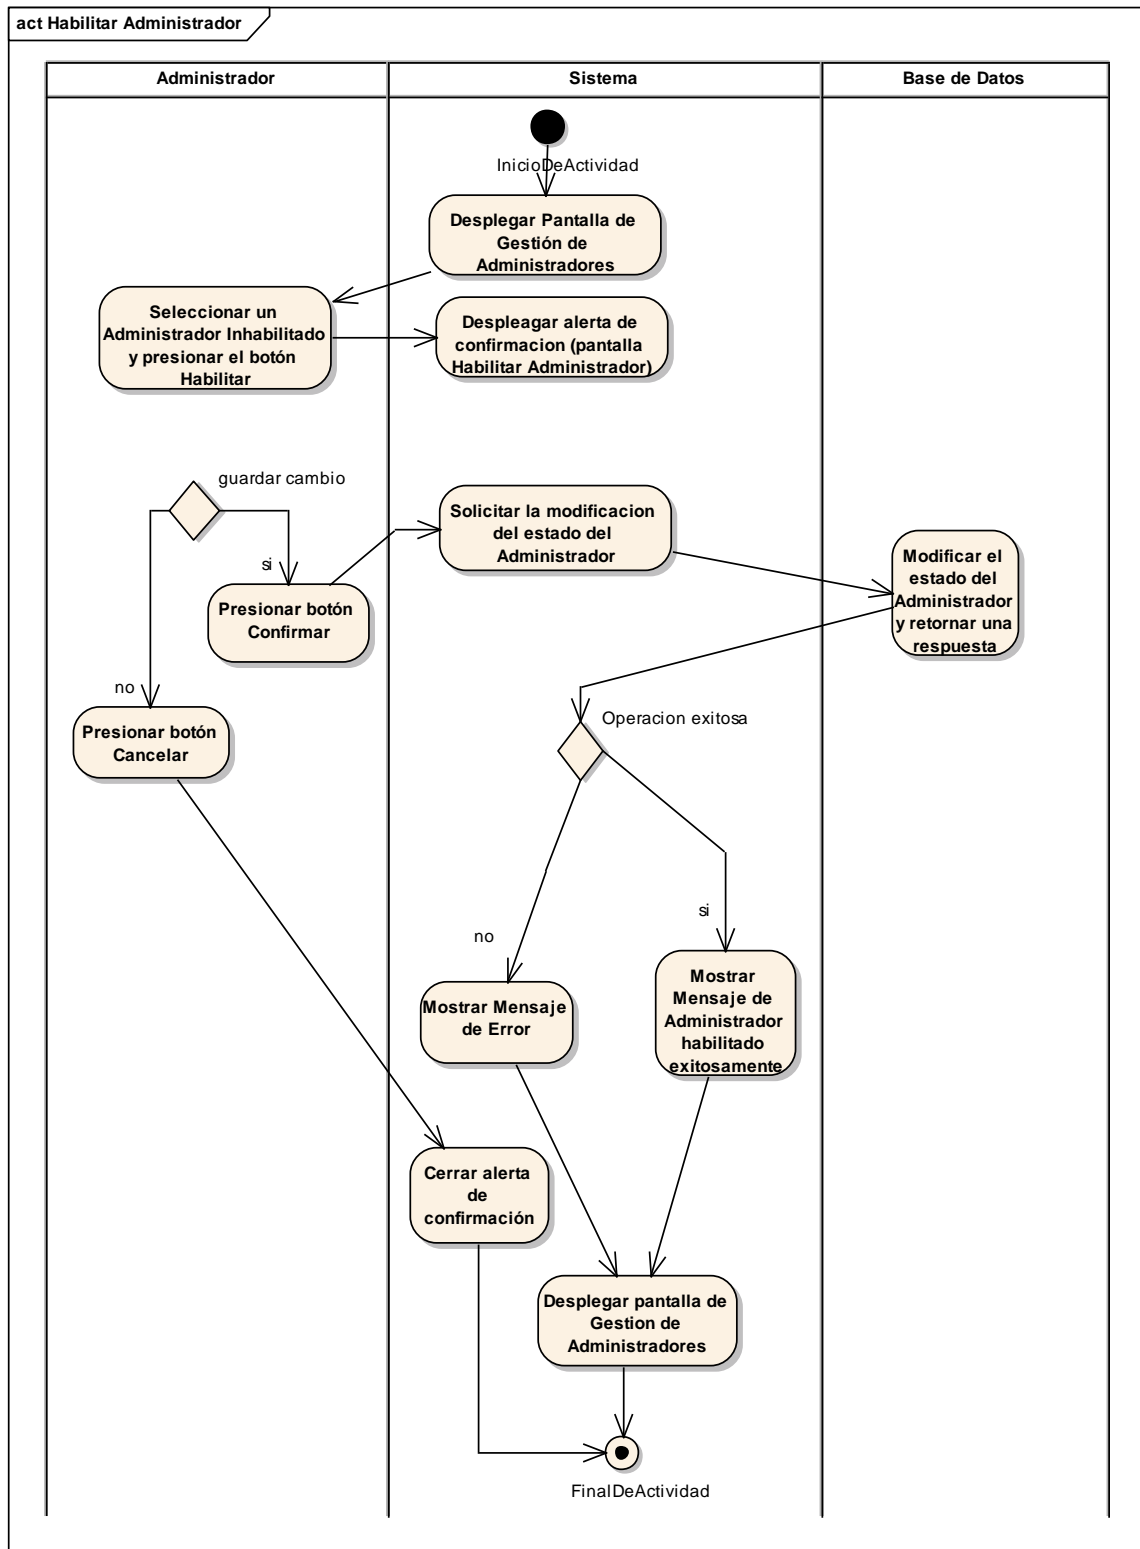 act Habilitar Administrador
Administrador
Sistema
Base de Datos
InicioDeActividad
Desplegar Pantalla de
Gestión de
Administradores
Seleccionar un
Administrador Inhabilitado
y presionar el botón
Habilitar
Despleagar alerta de
confirmacion (pantalla
Habilitar Administrador)
guardar cambio
Solicitar la modificacion
del estado del
Administrador
Modificar el
estado del
Administrador
y retornar una
respuesta
si
Presionar botón
Confirmar
no
Presionar botón
Cancelar
Operacion exitosa
si
no
Mostrar Mensaje
de Error
Mostrar
Mensaje de
Administrador
habilitado
exitosamente
Cerrar alerta
de
confirmación
Desplegar pantalla de
Gestion de
Administradores
FinalDeActividad